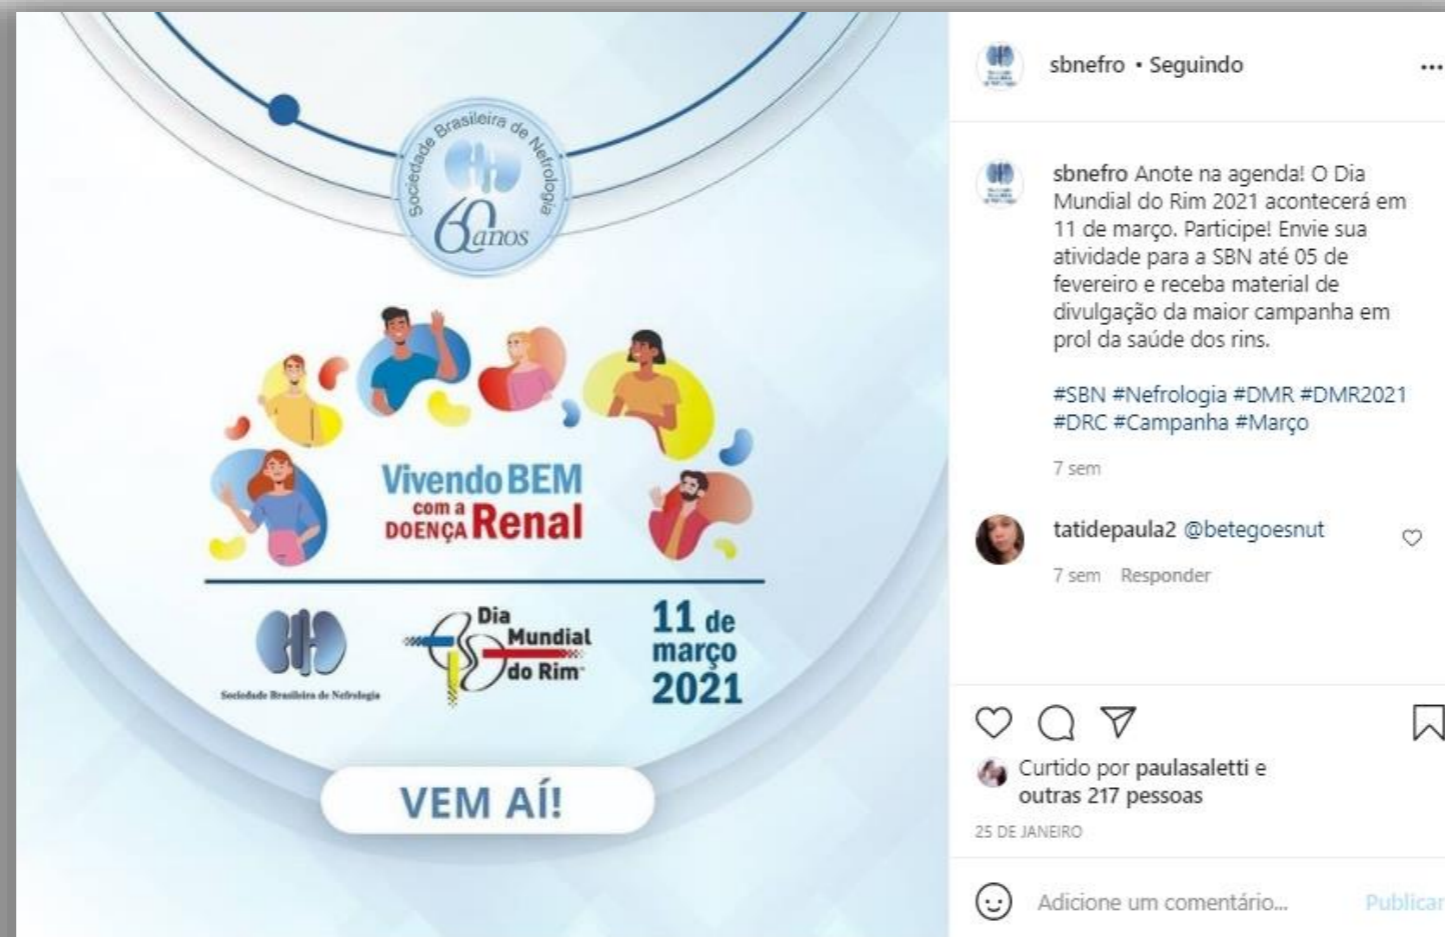 Sociedade Brasileira de Nefrologia
60 anos
Vivendo BEM
com a
DOENÇA Renal
Sociedade Brasileira de Nefrologia
Dia
Mundial
do Rim
11 de
março
2021
VEM AÍ!
sbnefro • Seguindo
sbnefro Anote na agenda! O Dia
Mundial do Rim 2021 acontecerá em
11 de março. Participe! Envie sua
atividade para a SBN até 05 de
fevereiro e receba material de
divulgação da maior campanha em
prol da saúde dos rins.
#SBN #Nefrologia #DMR #DMR2021
#DRC #Campanha #Março
7 sem
tatidepaula2 @betegoesnut
7 sem Responder
Curtido por paulasaletti e
outras 217 pessoas
25 DE JANEIRO
Adicione um comentário... Publicar